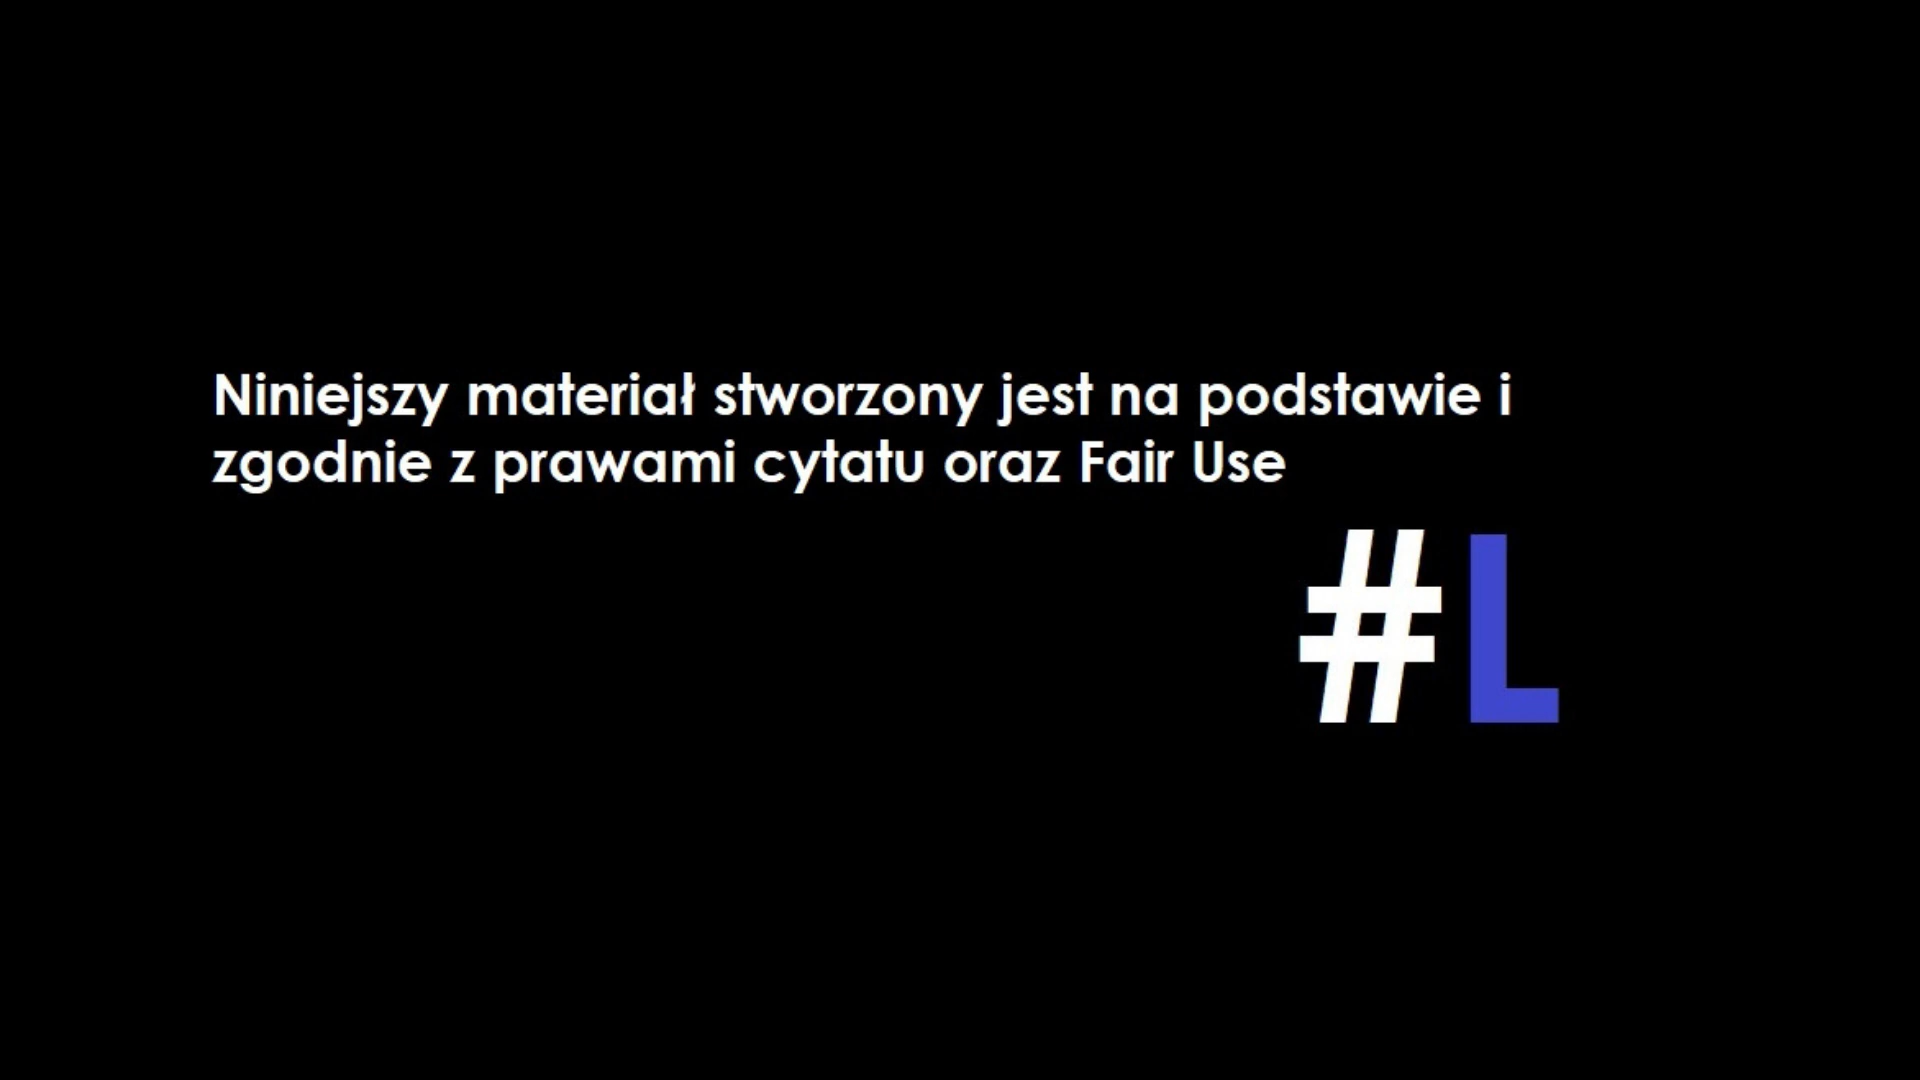 Niniejszy materiał stworzony jest na podstawie i
zgodnie z prawami cytatu oraz Fair Use
#L